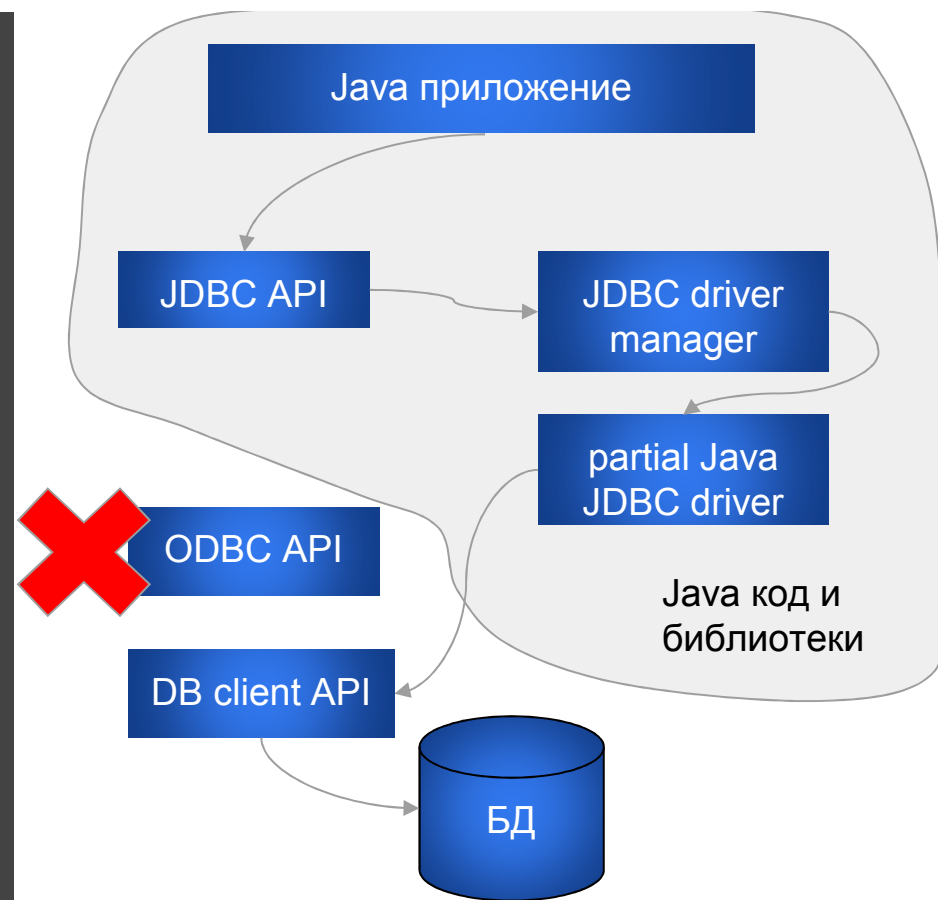 Java приложение
JDBC API
JDBC driver
manager
partial Java
JDBC driver
ODBC API
Java код и
библиотеки
DB client API
БД